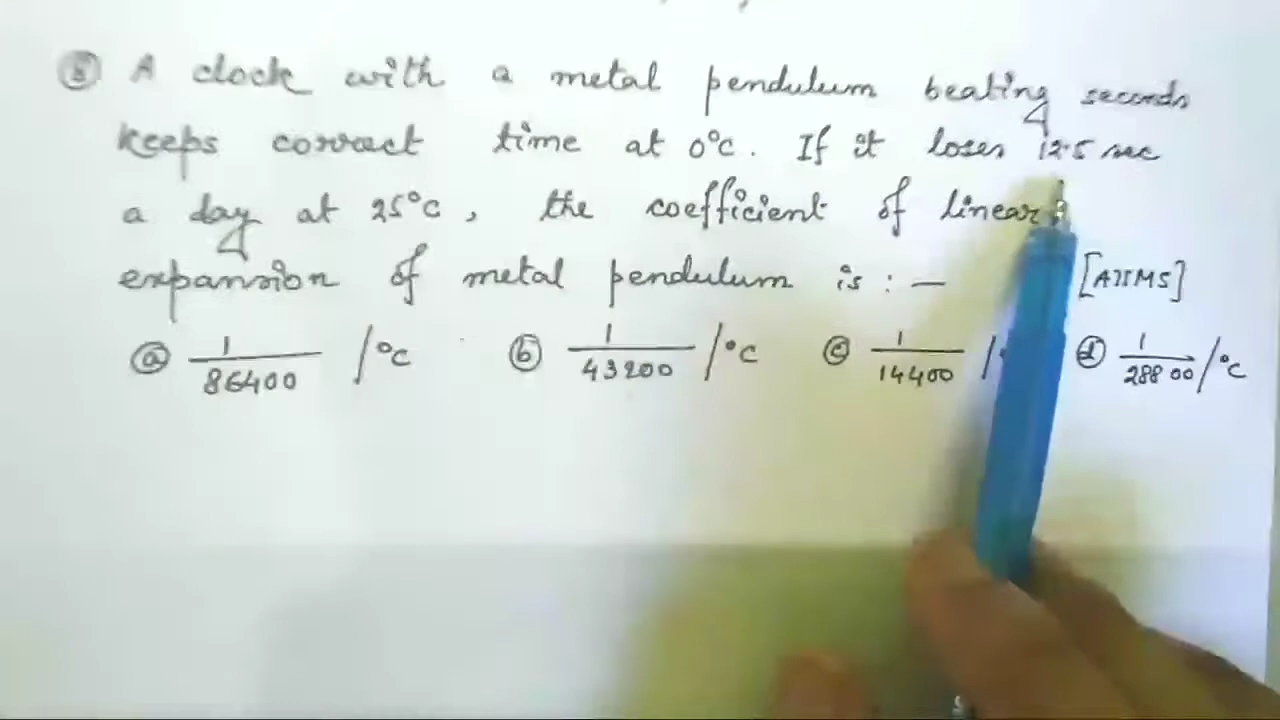 ⑤ A clock with a metal pendulum beating seconds
keeps correct time at 0°C. If it loses 12.5 sec
a day at 25°C, the coefficient of linear
expansion of metal pendulum is : — [AIIMS]
ⓐ 1/86400 /°C ⓑ 1/43200 /°C ⓒ 1/14400 / ⓓ 1/28800 /°C